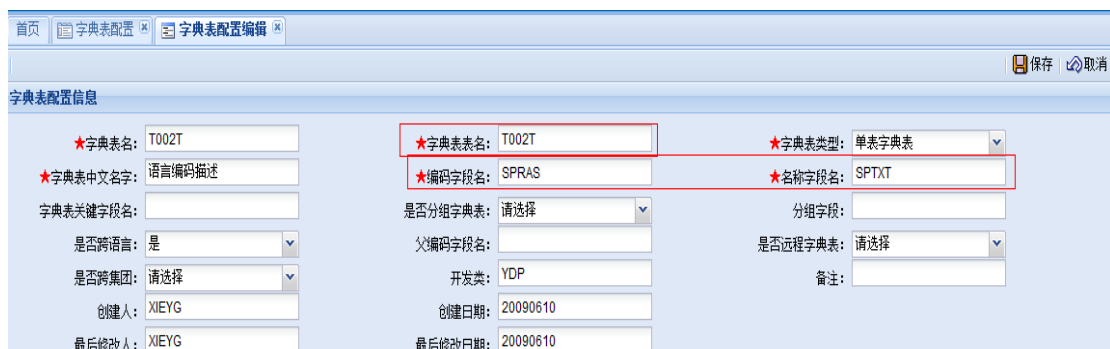 首页 字典表配置 字典表配置编辑
保存 取消
字典表配置信息
★字典表名: T002T ★字典表表名: T002T ★字典表类型: 单表字典表
★字典表中文名字: 语言编码描述 ★编码字段名: SPRAS ★名称字段名: SPTXT
字典表关键字段名: 是否分组字典表: 请选择 分组字段:
是否跨语言: 是 父编码字段名: 是否远程字典表: 请选择
是否跨集团: 请选择 开发类: YDP 备注:
创建人: XIEYG 创建日期: 20090610
最后修改人: XIEYG 最后修改日期: 20090610